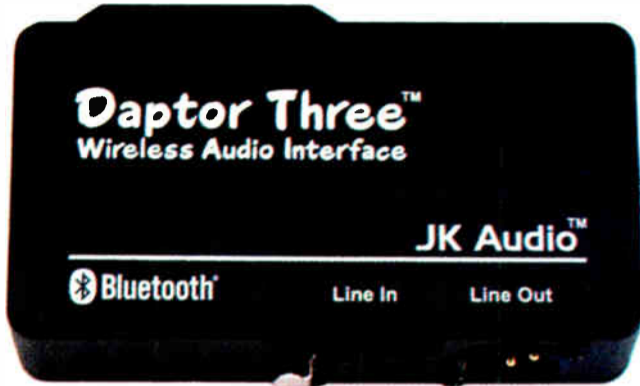 Daptor Three™
Wireless Audio Interface
JK Audio™
Bluetooth®
Line In
Line Out